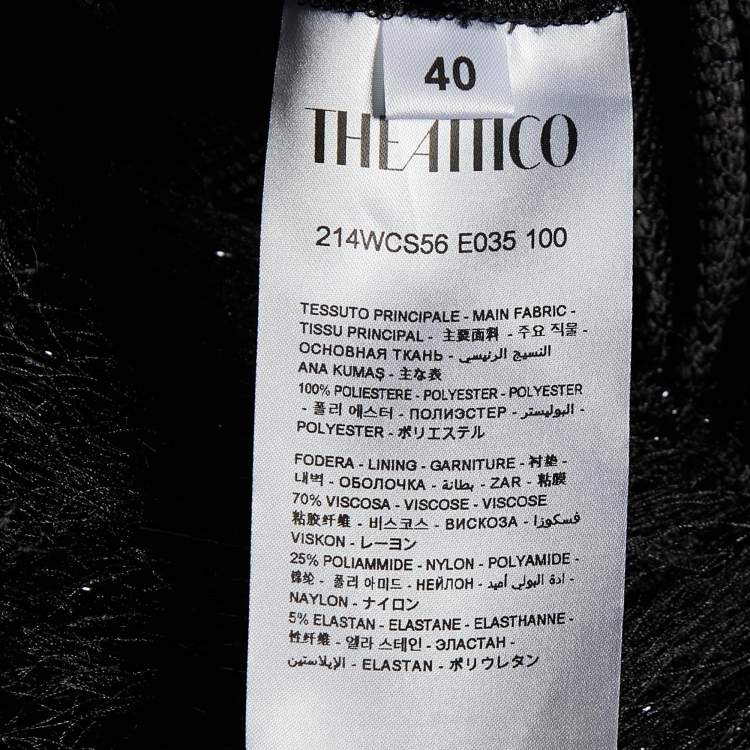 40
THEATTICO
214WCS56 E035 100
TESSUTO PRINCIPALE - MAIN FABRIC -
TISSU PRINCIPAL - 主要面料 - 주요 직물 -
ОСНОВНАЯ ТКАНЬ - النسيج الرئيسي
ANA KUMAŞ - 主な表
100% POLIESTERE - POLYESTER - POLYESTER
- 폴리 에스터 - ПОЛИЭСТЕР - البوليستر -
POLYESTER - ポリエステル
FODERA - LINING - GARNITURE - 衬垫 -
내벽 - ОБОЛОЧКА - بطانة - ZAR - 粘膜
70% VISCOSA - VISCOSE - VISCOSE
粘胶纤维 - 비스코스 - ВИСКОЗА - فسكوزا
VISKON - レーヨン
25% POLIAMMIDE - NYLON - POLYAMIDE -
锦纶 - 폴리 아미드 - НЕЙЛОН - ادة البولي أميد -
NAYLON - ナイロン
5% ELASTAN - ELASTANE - ELASTHANNE -
性纤维 - 엘라 스테인 - ЭЛАСТАН -
الإيلاستين - ELASTAN - ポリウレタン